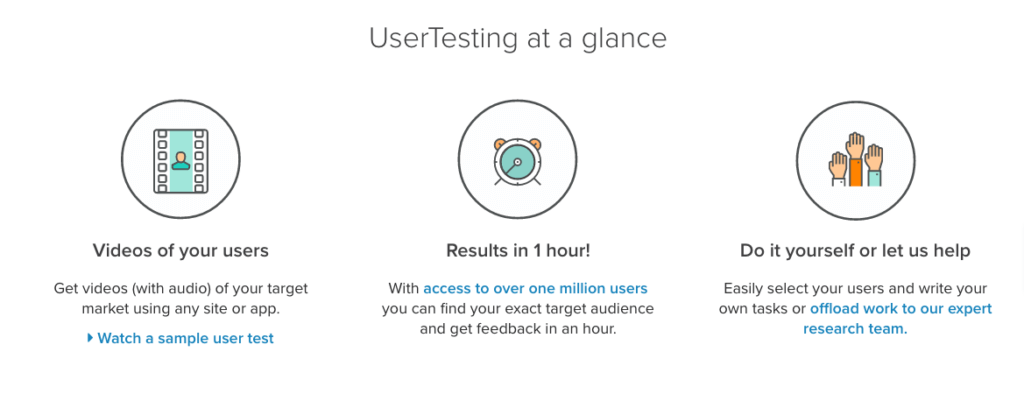 UserTesting at a glance
Videos of your users
Get videos (with audio) of your target
market using any site or app.
Watch a sample user test
Results in 1 hour!
With access to over one million users
you can find your exact target audience
and get feedback in an hour.
Do it yourself or let us help
Easily select your users and write your
own tasks or offload work to our expert
research team.